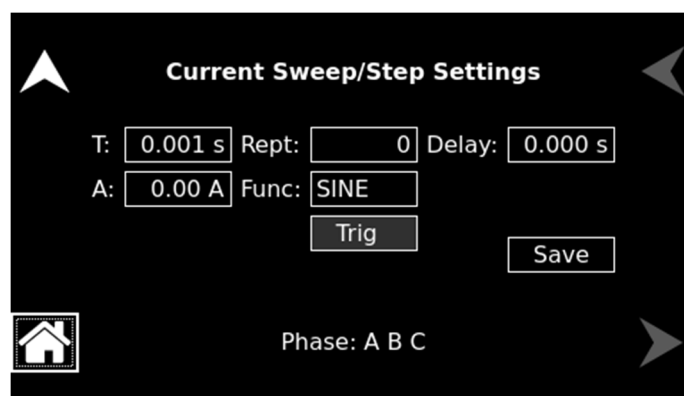 Current Sweep/Step Settings
T: 0.001 s Rept: 0 Delay: 0.000 s
A: 0.00 A Func: SINE
Trig
Save
Phase: A B C